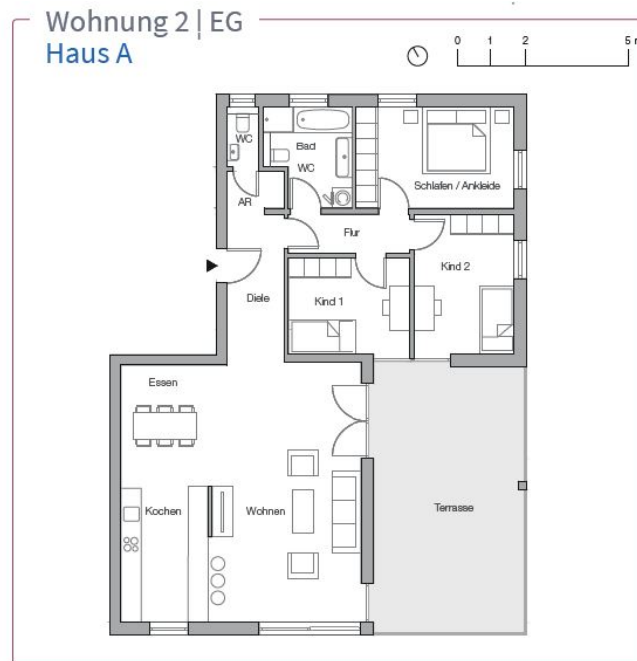 Wohnung 2 | EG
Haus A
0 1 2 5
WC
Bad
WC
Schlafen / Ankleide
AR
Flur
Kind 2
Diele
Kind 1
Essen
Kochen
Wohnen
Terrasse